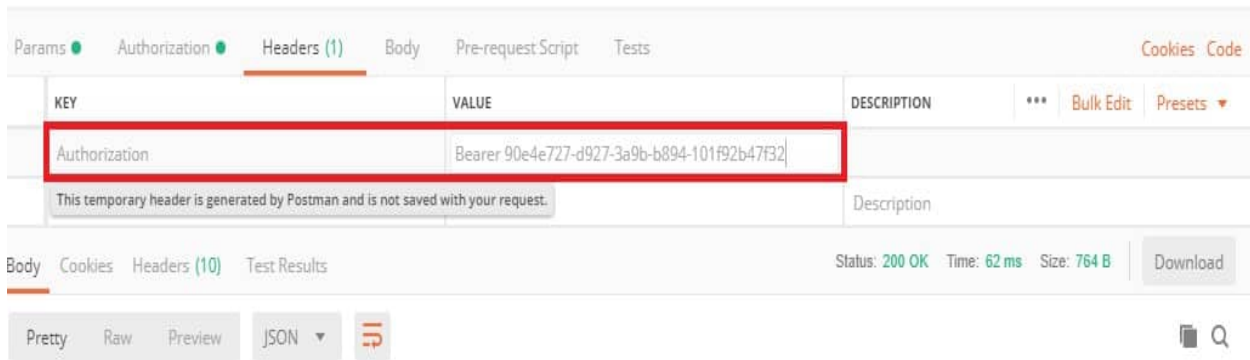 Params Authorization Headers (1) Body Pre-request Script Tests Cookies Code
KEY VALUE DESCRIPTION ••• Bulk Edit Presets ▼
Authorization Bearer 90e4e727-d927-3a9b-b894-101f92b47f32
This temporary header is generated by Postman and is not saved with your request. Description
Body Cookies Headers (10) Test Results Status: 200 OK Time: 62 ms Size: 764 B Download
Pretty Raw Preview JSON ▼